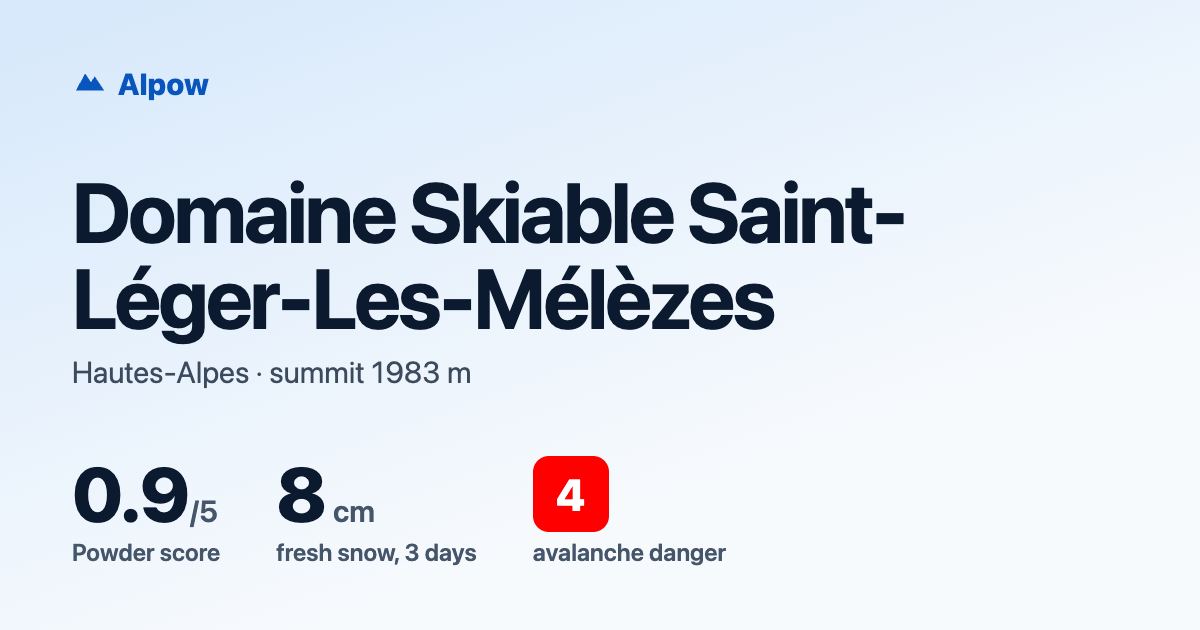 Alpow
Domaine Skiable Saint-
Léger-Les-Mélèzes
Hautes-Alpes · summit 1983 m
0.9/5
Powder score
8 cm
fresh snow, 3 days
4
avalanche danger